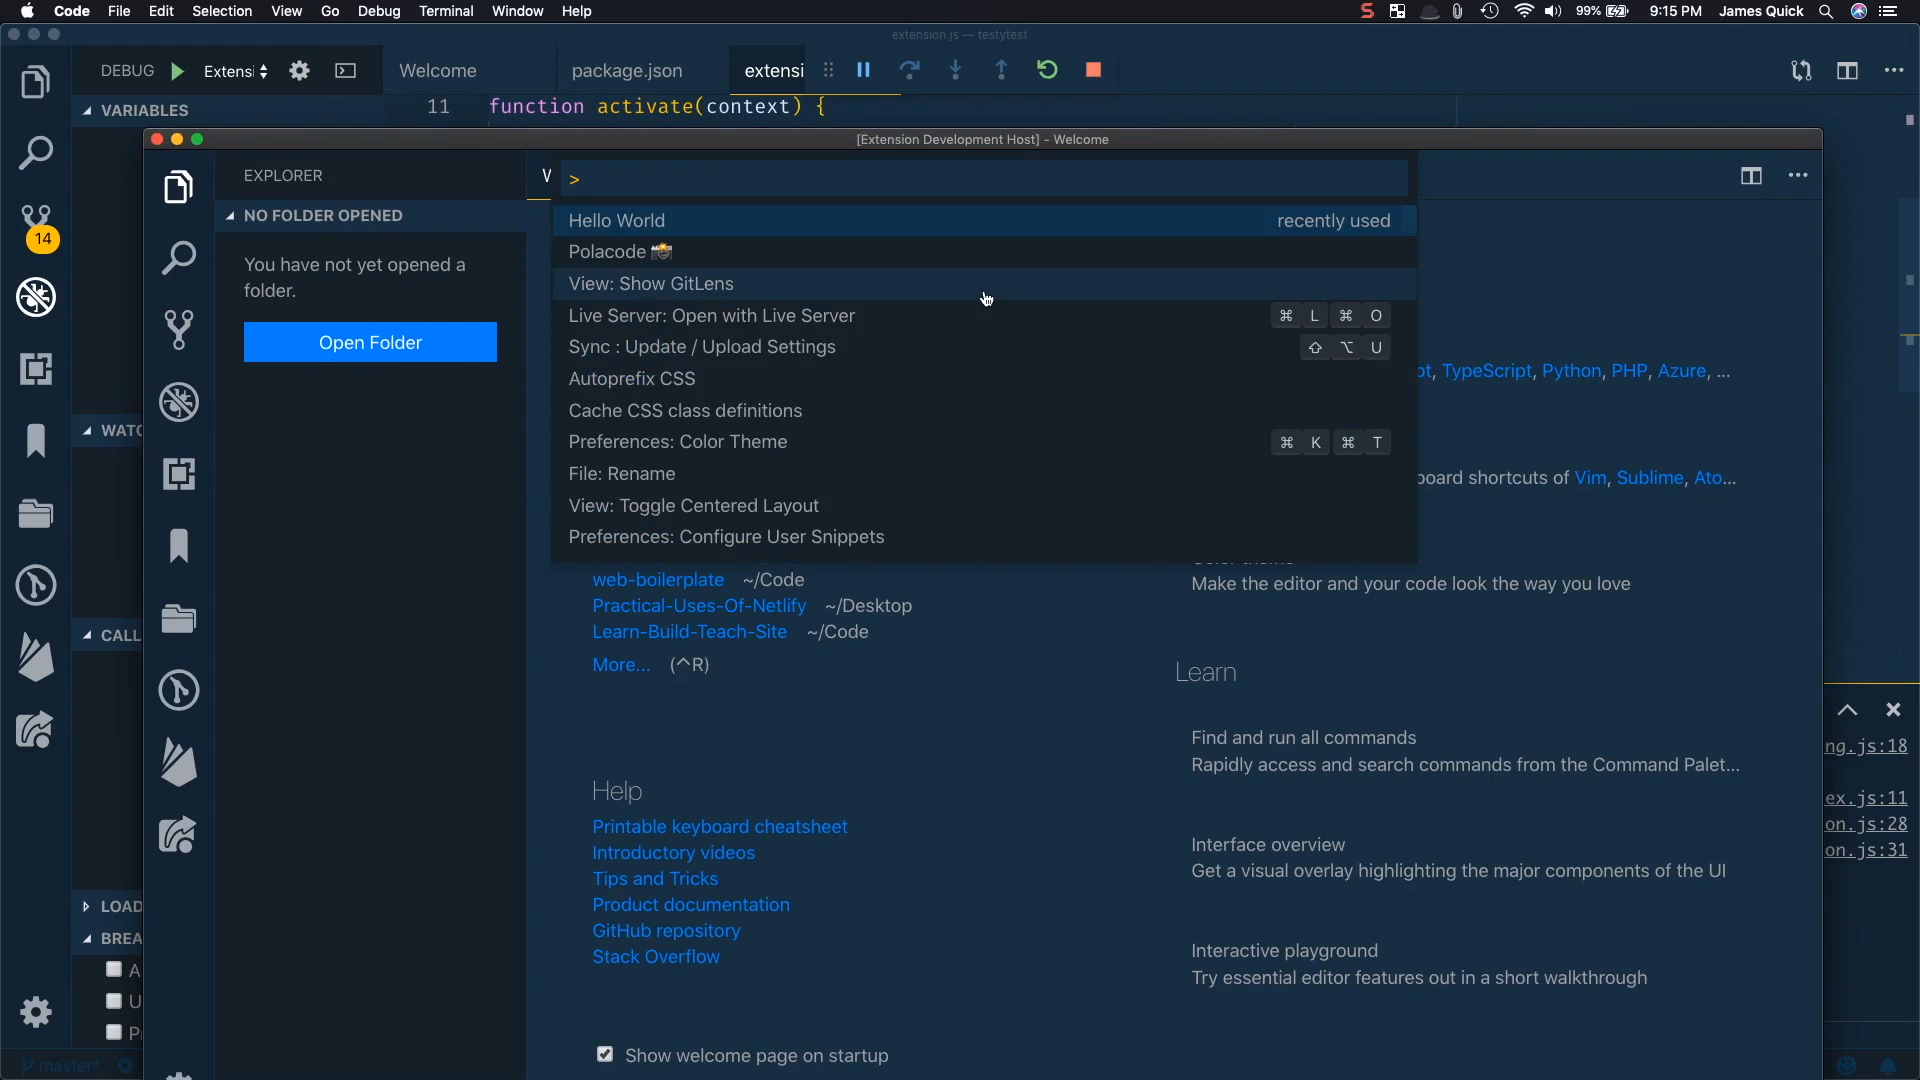 Code File Edit Selection View Go Debug Terminal Window Help
99% 9:15 PM James Quick
extension.js — testytest
DEBUG Extensi Welcome package.json extensi
VARIABLES
11 function activate(context) {
[Extension Development Host] - Welcome
EXPLORER
NO FOLDER OPENED
You have not yet opened a
folder.
Open Folder
14
>
Hello World recently used
Polacode 📸
View: Show GitLens
Live Server: Open with Live Server ⌘ L ⌘ O
Sync : Update / Upload Settings ⇧ ⌥ U
Autoprefix CSS
Cache CSS class definitions
Preferences: Color Theme ⌘ K ⌘ T
File: Rename
View: Toggle Centered Layout
Preferences: Configure User Snippets
pt, TypeScript, Python, PHP, Azure, ...
board shortcuts of Vim, Sublime, Ato...
WATC
CALL
LOAD
BREA
A
U
master*
web-boilerplate ~/Code
Practical-Uses-Of-Netlify ~/Desktop
Learn-Build-Teach-Site ~/Code
More... (^R)
Help
Printable keyboard cheatsheet
Introductory videos
Tips and Tricks
Product documentation
GitHub repository
Stack Overflow
Show welcome page on startup
Make the editor and your code look the way you love
Learn
Find and run all commands
Rapidly access and search commands from the Command Palet...
Interface overview
Get a visual overlay highlighting the major components of the UI
Interactive playground
Try essential editor features out in a short walkthrough
ng.js:18
ex.js:11
on.js:28
on.js:31